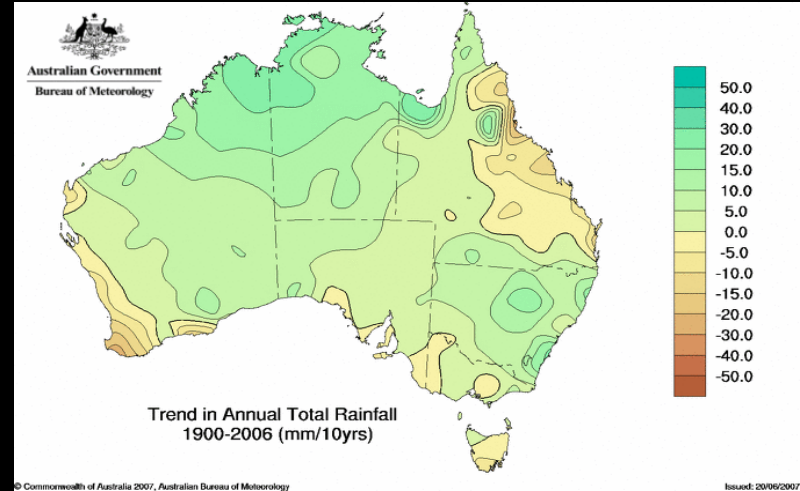 Australian Government
Bureau of Meteorology
50.0
40.0
30.0
20.0
15.0
10.0
5.0
0.0
-5.0
-10.0
-15.0
-20.0
-30.0
-40.0
-50.0
Trend in Annual Total Rainfall
1900-2006 (mm/10yrs)
© Commonwealth of Australia 2007, Australian Bureau of Meteorology
Issued: 20/06/2007